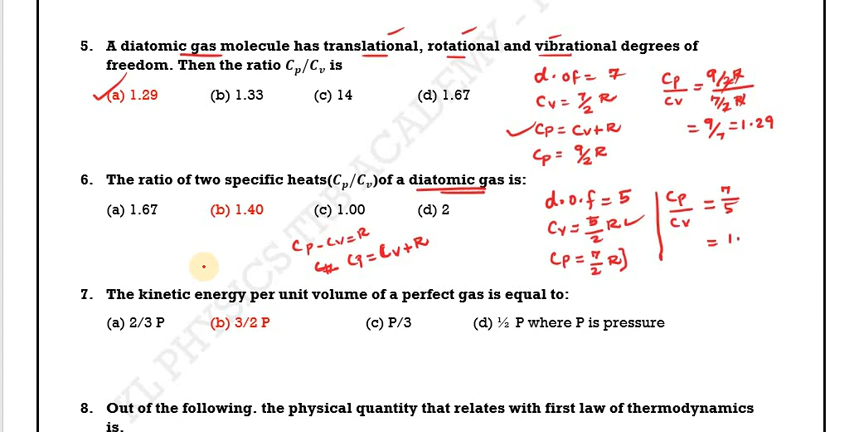 5. A diatomic gas molecule has translational, rotational and vibrational degrees of
freedom. Then the ratio Cp/Cv is
(a) 1.29 (b) 1.33 (c) 14 (d) 1.67
d.of = 7
Cv = 7/2 R
Cp = Cv+R
Cp = 9/2 R
Cp/Cv = 9/2 R / 7/2 R
= 9/7 = 1.29
6. The ratio of two specific heats(Cp/Cv)of a diatomic gas is:
(a) 1.67 (b) 1.40 (c) 1.00 (d) 2
Cp-Cv=R
Cp=Cv+R
d.o.f = 5
Cv = 5/2 R
Cp = 7/2 R]
Cp/Cv = 7/5
= 1.
7. The kinetic energy per unit volume of a perfect gas is equal to:
(a) 2/3 P (b) 3/2 P (c) P/3 (d) ½ P where P is pressure
8. Out of the following. the physical quantity that relates with first law of thermodynamics
is.